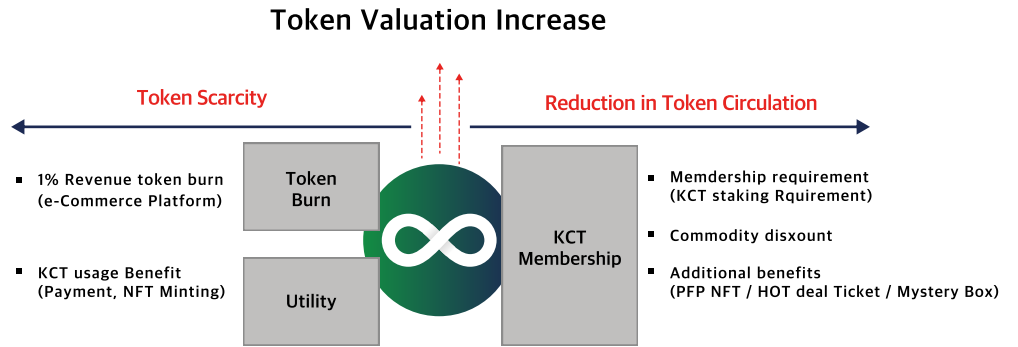 Token Valuation Increase
Token Scarcity
Reduction in Token Circulation
1% Revenue token burn
(e-Commerce Platform)
KCT usage Benefit
(Payment, NFT Minting)
Token
Burn
Utility
KCT
Membership
Memdership requirement
(KCT staking Rquirement)
Commodity disxount
Additional benefits
(PFP NFT / HOT deal Ticket / Mystery Box)